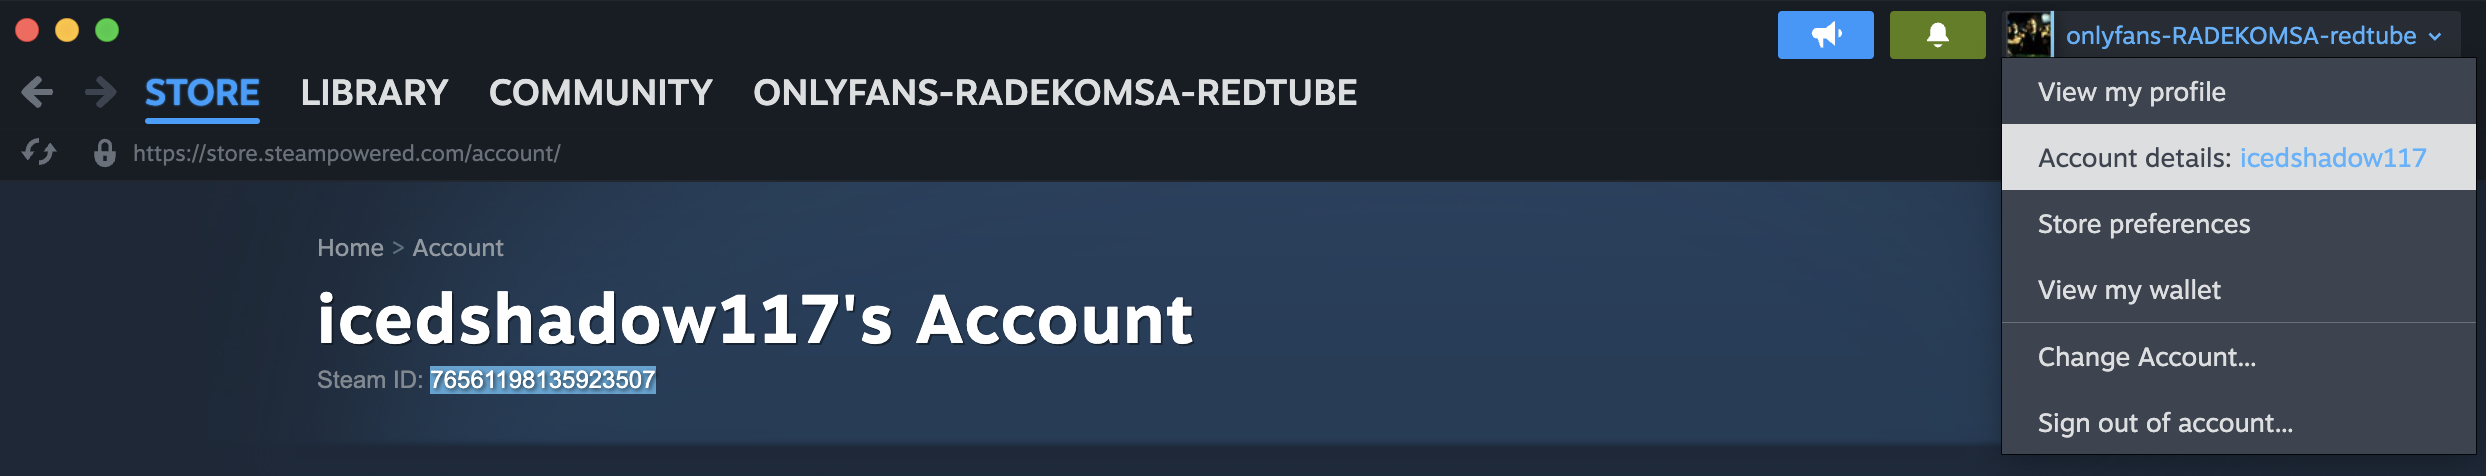 onlyfans-RADEKOMSA-redtube
STORE LIBRARY COMMUNITY ONLYFANS-RADEKOMSA-REDTUBE
https://store.steampowered.com/account/
View my profile
Account details: icedshadow117
Store preferences
View my wallet
Change Account...
Sign out of account...
Home > Account
icedshadow117's Account
Steam ID: 76561198135923507